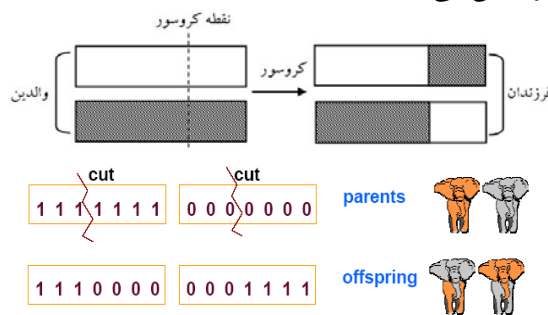 نقطه کروسور
والدین
کروسور
فرزندان
cut cut
1 1 1 1 1 1 1 0 0 0 0 0 0 0 parents
1 1 1 0 0 0 0 0 0 0 1 1 1 1 offspring